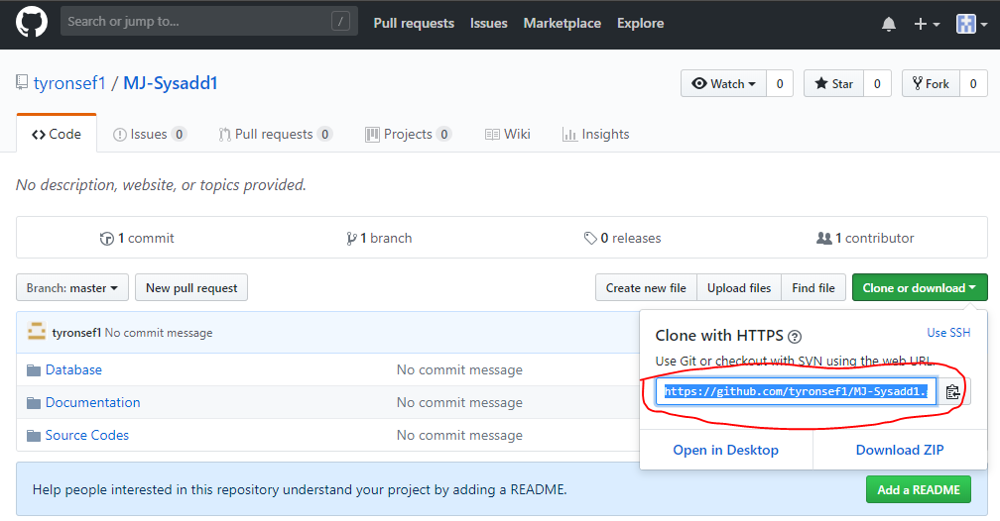 Search or jump to... / Pull requests Issues Marketplace Explore
tyronsef1 / MJ-Sysadd1 Watch 0 Star 0 Fork 0
Code Issues 0 Pull requests 0 Projects 0 Wiki Insights
No description, website, or topics provided.
1 commit 1 branch 0 releases 1 contributor
Branch: master New pull request Create new file Upload files Find file Clone or download
tyronsef1 No commit message
Database No commit message
Documentation No commit message
Source Codes No commit message
Clone with HTTPS ? Use SSH
Use Git or checkout with SVN using the web URL.
https://github.com/tyronsef1/MJ-Sysadd1.
Open in Desktop Download ZIP
Help people interested in this repository understand your project by adding a README. Add a README